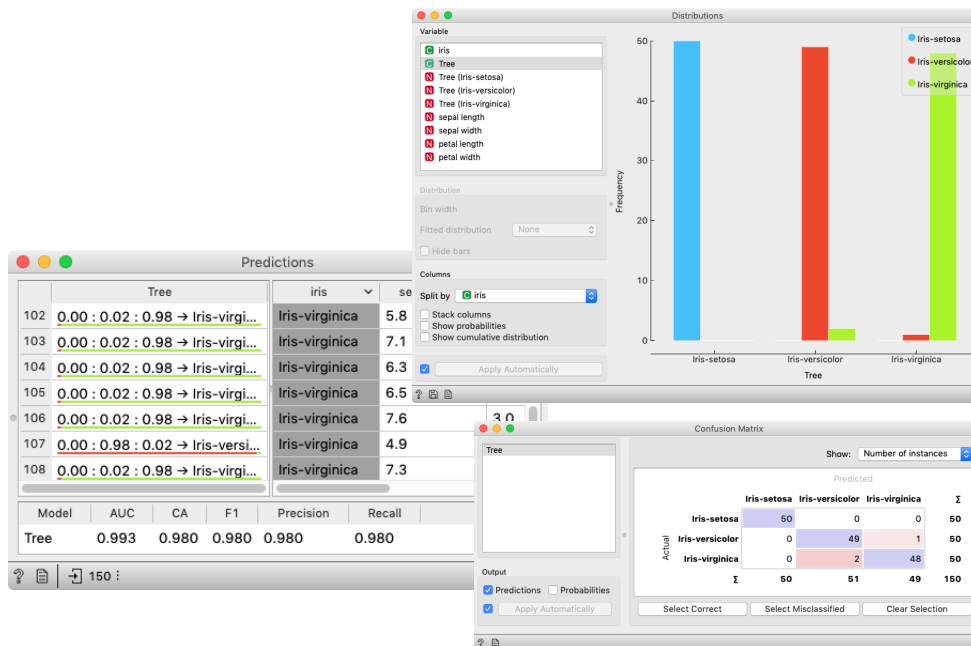 Distributions
Variable
C iris
C Tree
N Tree (Iris-setosa)
N Tree (Iris-versicolor)
N Tree (Iris-virginica)
N sepal length
N sepal width
N petal length
N petal width
Distribution
Bin width
Fitted distribution None
Hide bars
Columns
Split by C iris
Stack columns
Show probabilities
Show cumulative distribution
Apply Automatically
Frequency
50
40
30
20
10
0
Iris-setosa Iris-versicolor Iris-virginica
Tree
Iris-setosa
Iris-versicolor
Iris-virginica
Predictions
Tree iris se
102 0.00 : 0.02 : 0.98 → Iris-virgi... Iris-virginica 5.8
103 0.00 : 0.02 : 0.98 → Iris-virgi... Iris-virginica 7.1
104 0.00 : 0.02 : 0.98 → Iris-virgi... Iris-virginica 6.3
105 0.00 : 0.02 : 0.98 → Iris-virgi... Iris-virginica 6.5
106 0.00 : 0.02 : 0.98 → Iris-virgi... Iris-virginica 7.6 3.0
107 0.00 : 0.98 : 0.02 → Iris-versi... Iris-virginica 4.9
108 0.00 : 0.02 : 0.98 → Iris-virgi... Iris-virginica 7.3
Model AUC CA F1 Precision Recall
Tree 0.993 0.980 0.980 0.980 0.980
? 150
Confusion Matrix
Tree
Output
Predictions Probabilities
Apply Automatically
Show: Number of instances
Predicted
Iris-setosa Iris-versicolor Iris-virginica Σ
Actual
Iris-setosa 50 0 0 50
Iris-versicolor 0 49 1 50
Iris-virginica 0 2 48 50
Σ 50 51 49 150
Select Correct Select Misclassified Clear Selection
?